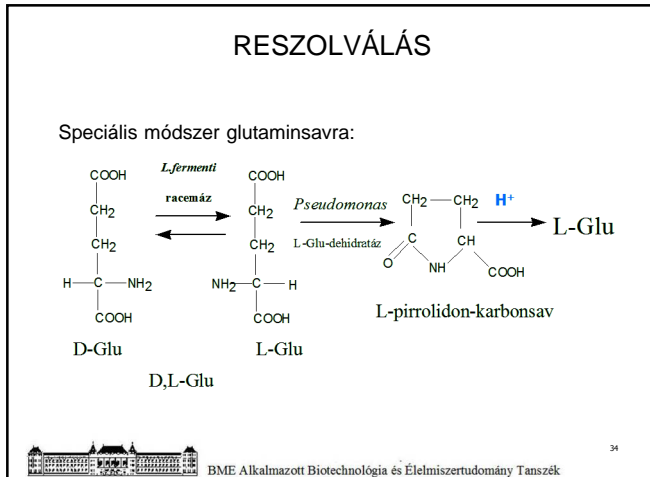 RESZOLVÁLÁS
Speciális módszer glutaminsavra:
COOH
CH2
CH2
H—C—NH2
COOH
D-Glu
L.fermenti
racemáz
COOH
CH2
CH2
NH2—C—H
COOH
L-Glu
D,L-Glu
Pseudomonas
L-Glu-dehidratáz
CH2—CH2
C CH
O NH COOH
L-pirrolidon-karbonsav
H+
L-Glu
34
BME Alkalmazott Biotechnológia és Élelmiszertudomány Tanszék